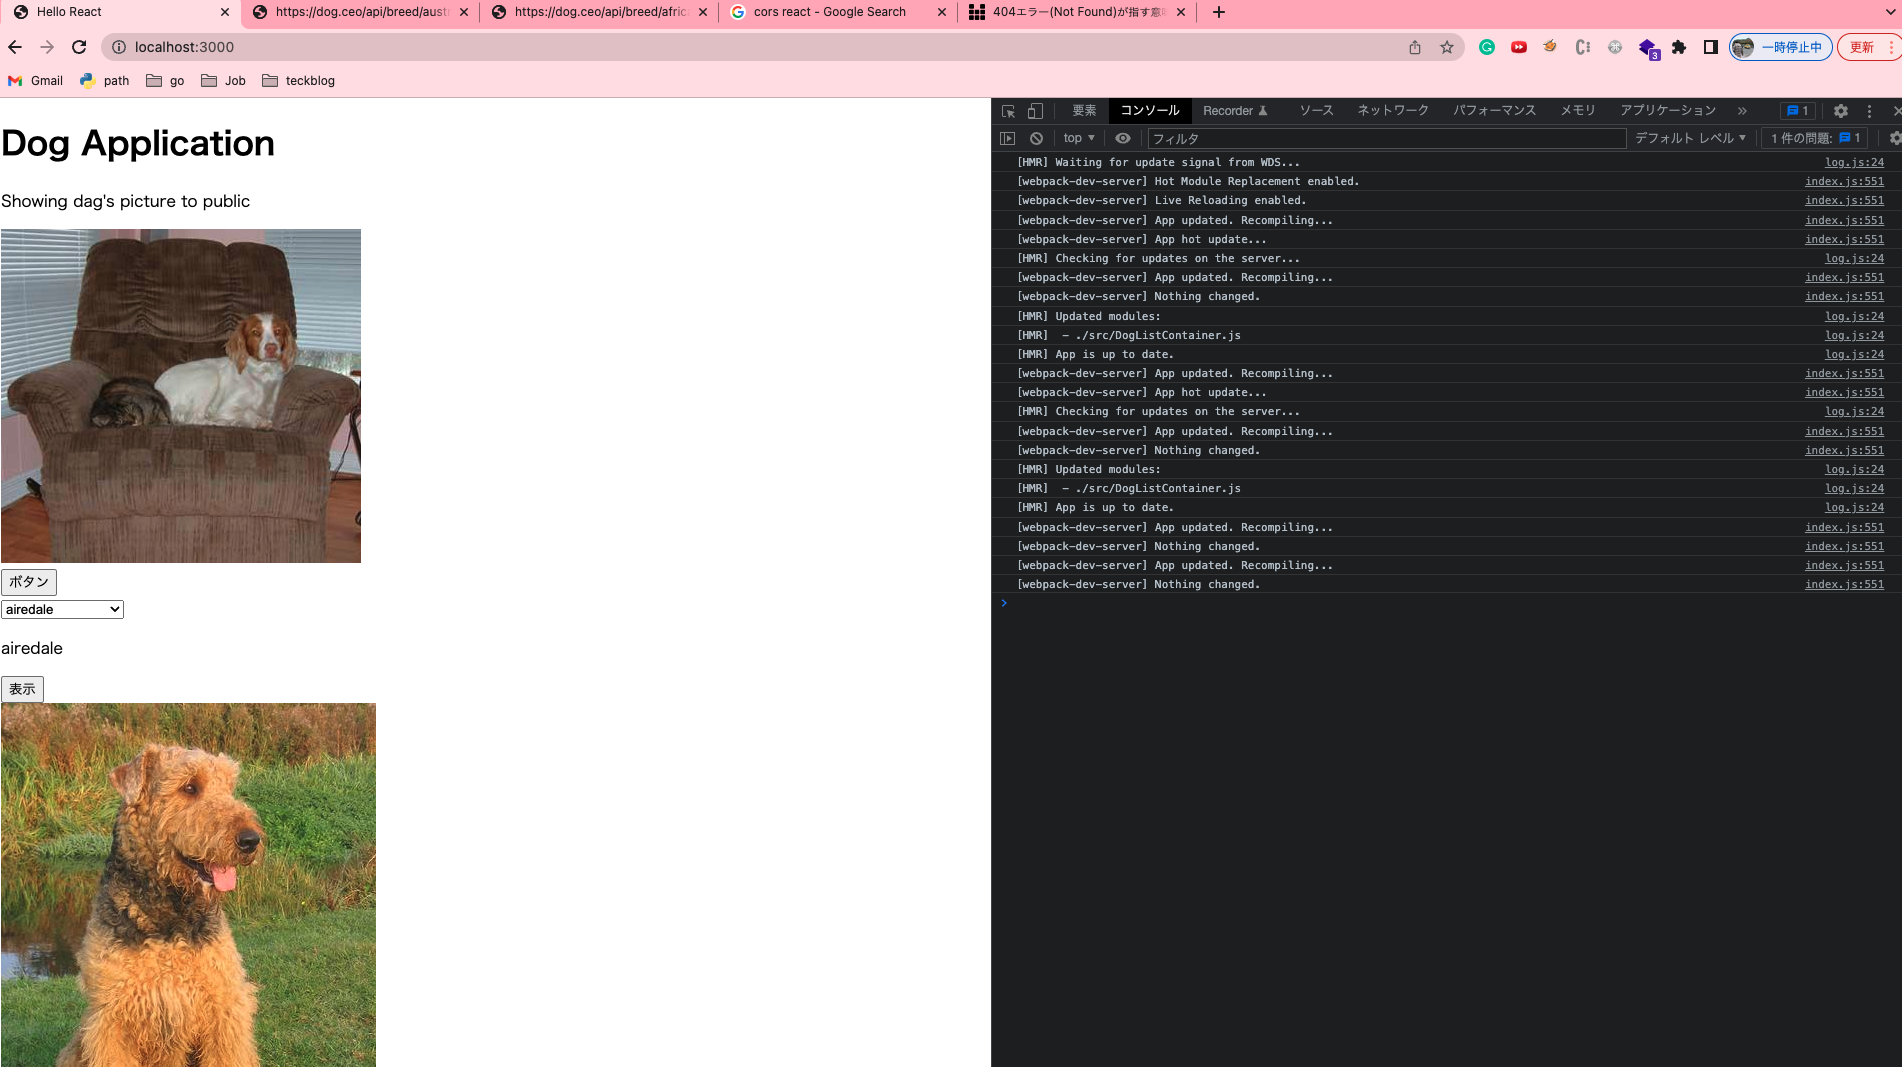 Hello React
https://dog.ceo/api/breed/aust
https://dog.ceo/api/breed/africa
cors react - Google Search
404エラー(Not Found)が指す意味
localhost:3000
一時停止中
更新
3
Gmail
path
go
Job
teckblog
Dog Application
Showing dag's picture to public
ボタン
airedale
airedale
表示
要素 コンソール Recorder ソース ネットワーク パフォーマンス メモリ アプリケーション » 1
top フィルタ デフォルト レベル 1 件の問題: 1
[HMR] Waiting for update signal from WDS... log.js:24
[webpack-dev-server] Hot Module Replacement enabled. index.js:551
[webpack-dev-server] Live Reloading enabled. index.js:551
[webpack-dev-server] App updated. Recompiling... index.js:551
[webpack-dev-server] App hot update... index.js:551
[HMR] Checking for updates on the server... log.js:24
[webpack-dev-server] App updated. Recompiling... index.js:551
[webpack-dev-server] Nothing changed. index.js:551
[HMR] Updated modules: log.js:24
[HMR]  - ./src/DogListContainer.js log.js:24
[HMR] App is up to date. log.js:24
[webpack-dev-server] App updated. Recompiling... index.js:551
[webpack-dev-server] App hot update... index.js:551
[HMR] Checking for updates on the server... log.js:24
[webpack-dev-server] App updated. Recompiling... index.js:551
[webpack-dev-server] Nothing changed. index.js:551
[HMR] Updated modules: log.js:24
[HMR]  - ./src/DogListContainer.js log.js:24
[HMR] App is up to date. log.js:24
[webpack-dev-server] App updated. Recompiling... index.js:551
[webpack-dev-server] Nothing changed. index.js:551
[webpack-dev-server] App updated. Recompiling... index.js:551
[webpack-dev-server] Nothing changed. index.js:551